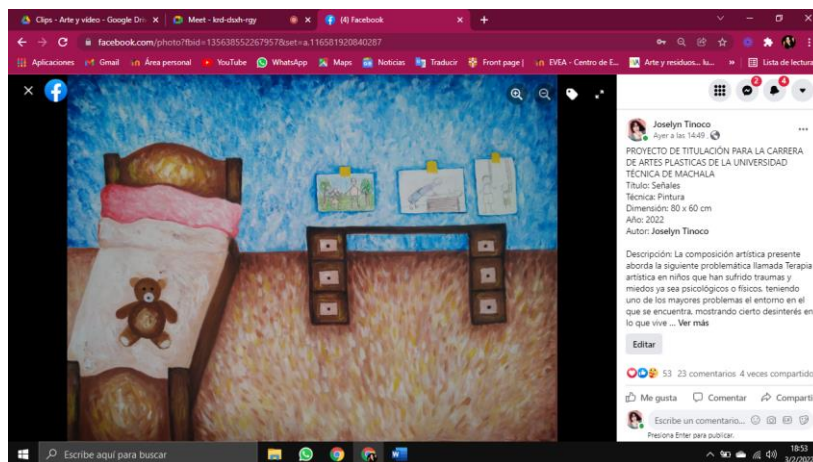 Clips - Arte y vídeo - Google Dri
Meet - krd-dsxh-rgy
(4) Facebook
facebook.com/photo?fbid=135638552267957&set=a.116581920840287
Aplicaciones
Gmail
Área personal
YouTube
WhatsApp
Maps
Noticias
Traducir
Front page |
EVEA - Centro de E...
Arte y residuos... lu...
»
Lista de lectura
2
4
Joselyn Tinoco
Ayer a las 14:49
PROYECTO DE TITULACIÓN PARA LA CARRERA
DE ARTES PLASTICAS DE LA UNIVERSIDAD
TÉCNICA DE MACHALA
Título: Señales
Técnica: Pintura
Dimensión: 80 x 60 cm
Año: 2022
Autor: Joselyn Tinoco
Descripción: La composición artística presente
aborda la siguiente problemática llamada Terapia
artística en niños que han sufrido traumas y
miedos ya sea psicológicos o físicos, teniendo
uno de los mayores problemas el entorno en el
que se encuentra, mostrando cierto desinterés en
lo que vive ... Ver más
Editar
53 23 comentarios 4 veces compartido
Me gusta Comentar Comparti
Escribe un comentario...
Presiona Enter para publicar.
Escribe aquí para buscar
18:53
3/2/2022